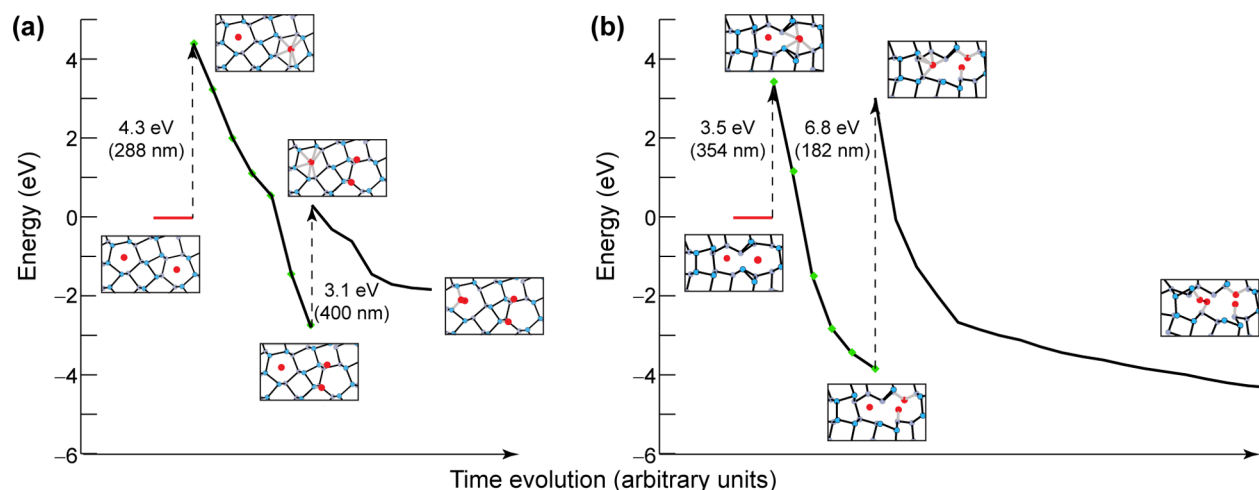 (a)
Energy (eV)
4
2
0
–2
–4
–6
4.3 eV
(288 nm)
3.1 eV
(400 nm)
(b)
Energy (eV)
4
2
0
–2
–4
–6
3.5 eV
(354 nm)
6.8 eV
(182 nm)
Time evolution (arbitrary units)